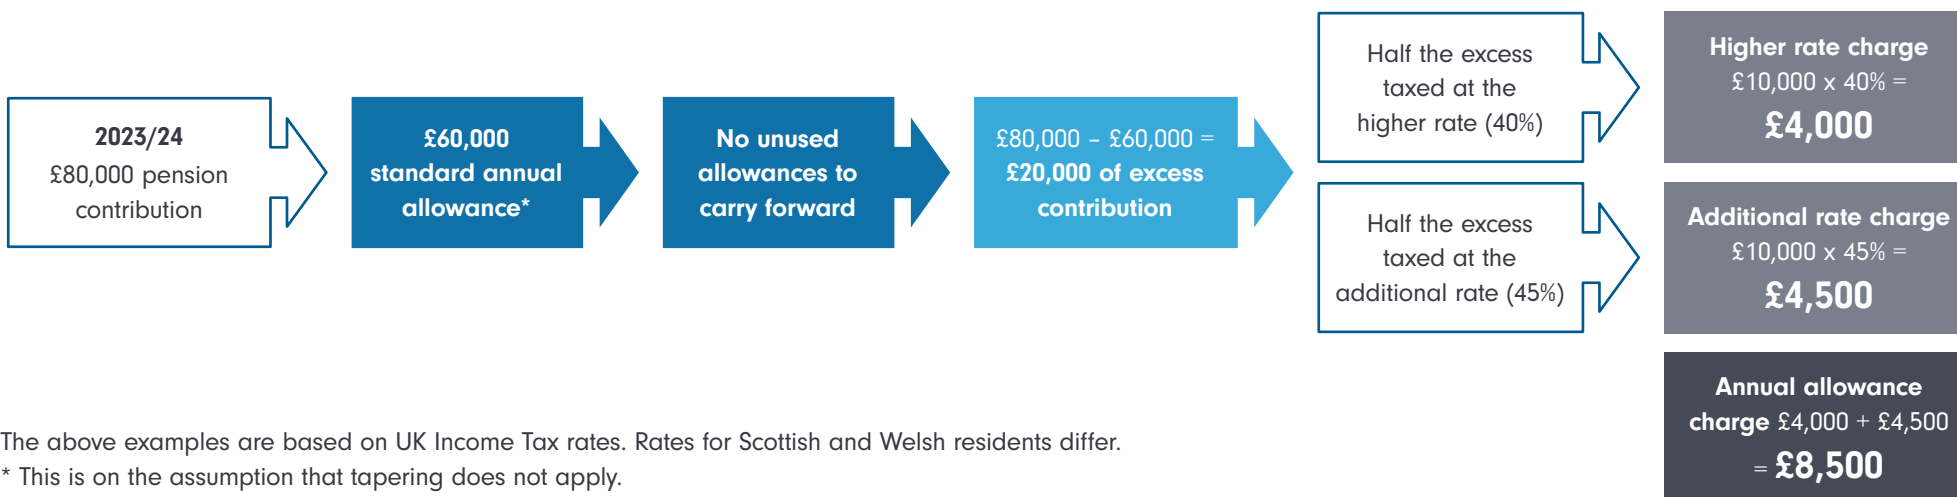 2023/24
£80,000 pension
contribution
£60,000
standard annual
allowance*
No unused
allowances to
carry forward
£80,000 – £60,000 =
£20,000 of excess
contribution
Half the excess
taxed at the
higher rate (40%)
Higher rate charge
£10,000 x 40% =
£4,000
Half the excess
taxed at the
additional rate (45%)
Additional rate charge
£10,000 x 45% =
£4,500
Annual allowance
charge £4,000 + £4,500
= £8,500
The above examples are based on UK Income Tax rates. Rates for Scottish and Welsh residents differ.
* This is on the assumption that tapering does not apply.